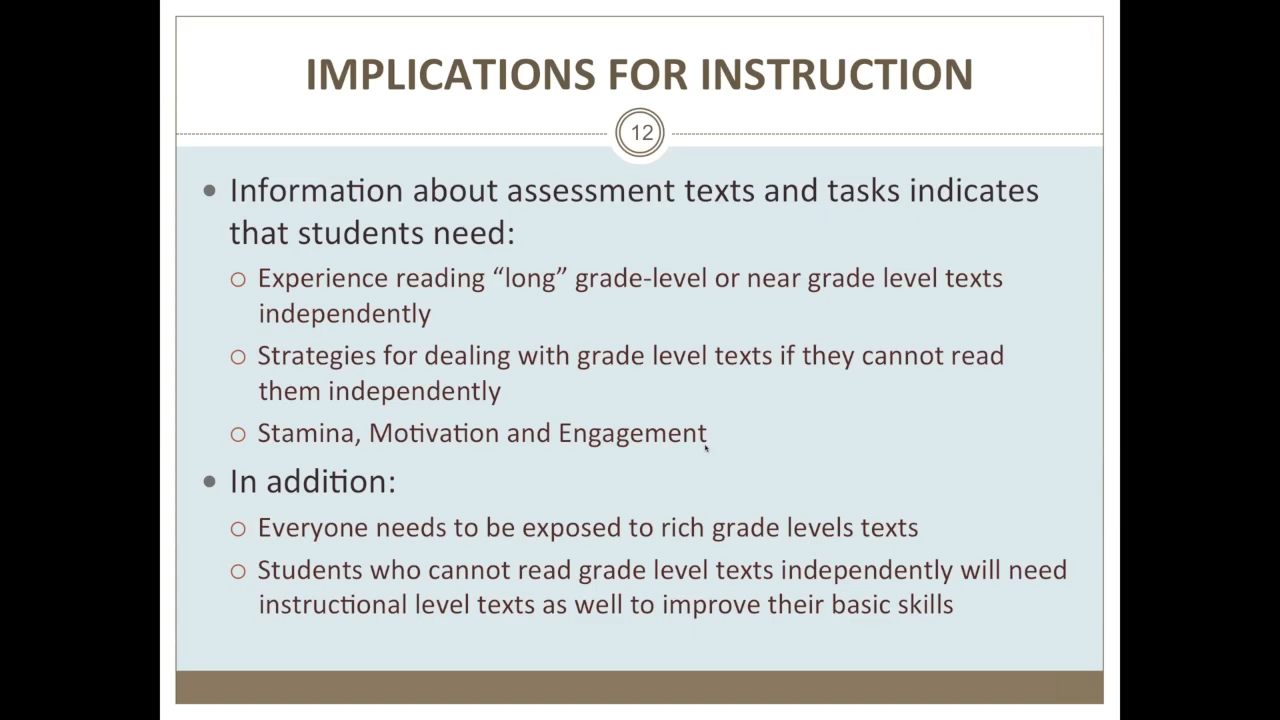 IMPLICATIONS FOR INSTRUCTION
12
• Information about assessment texts and tasks indicates
that students need:
○ Experience reading “long” grade-level or near grade level texts
independently
○ Strategies for dealing with grade level texts if they cannot read
them independently
○ Stamina, Motivation and Engagement
• In addition:
○ Everyone needs to be exposed to rich grade levels texts
○ Students who cannot read grade level texts independently will need
instructional level texts as well to improve their basic skills